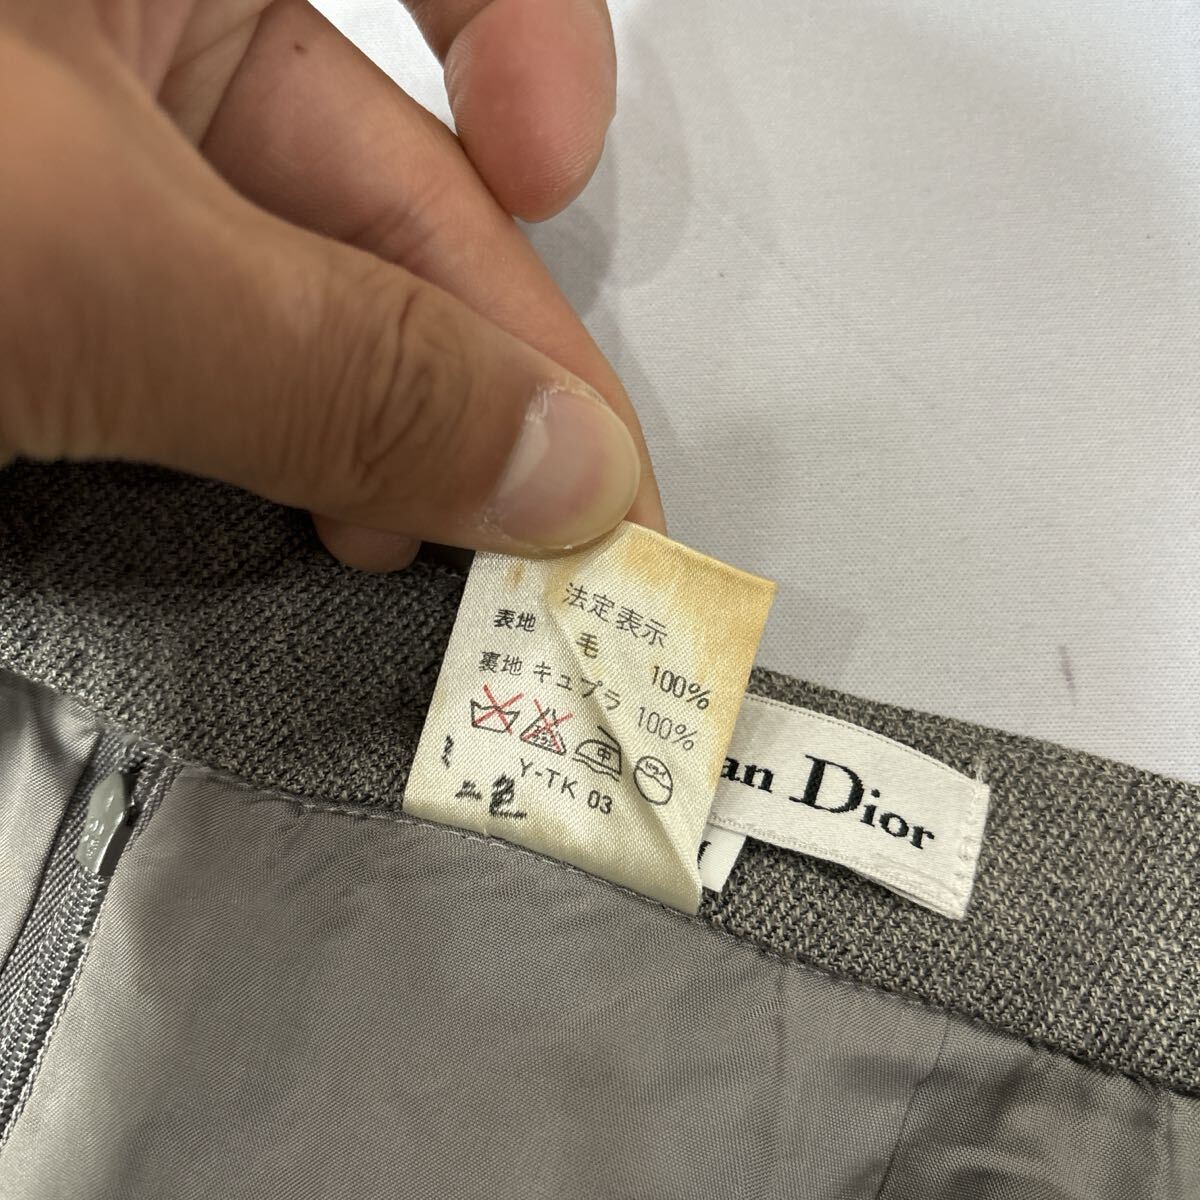 法定表示
表地 毛 100%
裏地 キュプラ 100%
中
Y-TK 03
an Dior